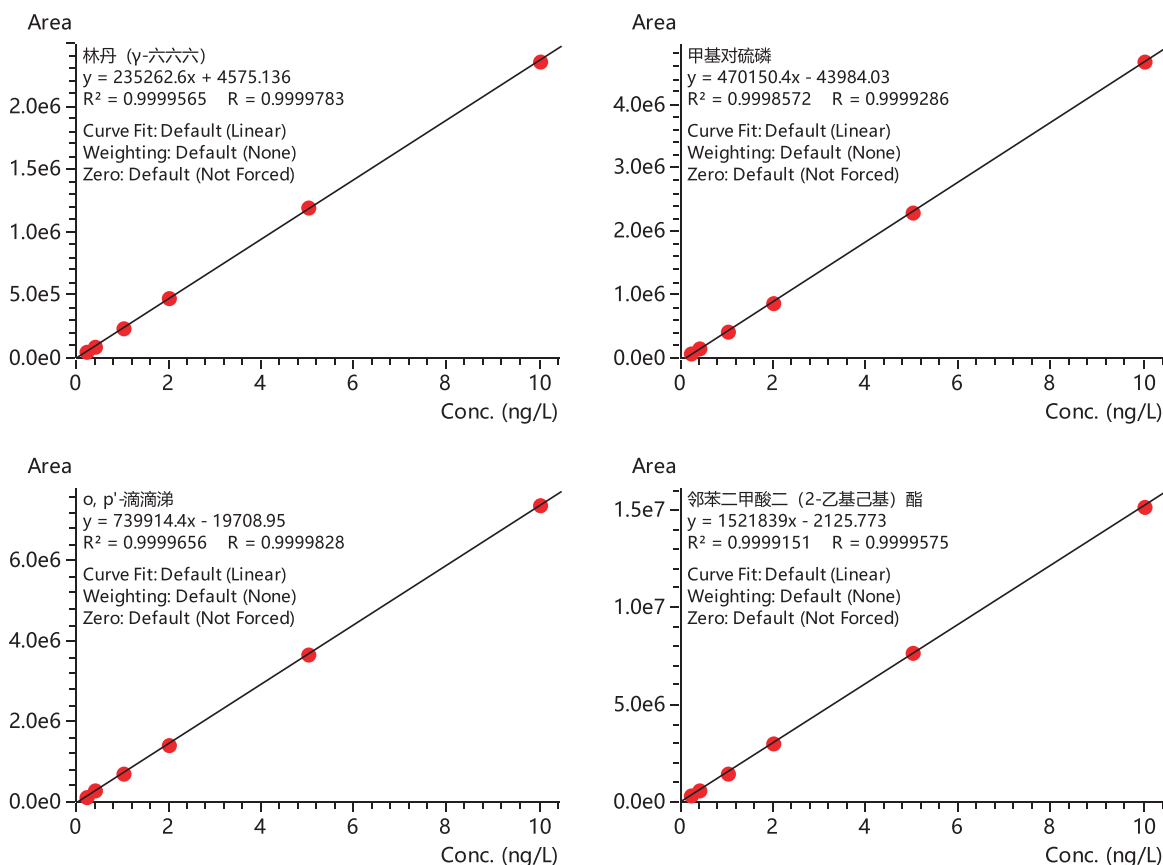 Area
林丹（γ-六六六）
y = 235262.6x + 4575.136
R² = 0.9999565 R = 0.9999783
Curve Fit: Default (Linear)
Weighting: Default (None)
Zero: Default (Not Forced)
2.0e6
1.5e6
1.0e6
5.0e5
0.0e0
0 2 4 6 8 10
Conc. (ng/L)
Area
甲基对硫磷
y = 470150.4x - 43984.03
R² = 0.9998572 R = 0.9999286
Curve Fit: Default (Linear)
Weighting: Default (None)
Zero: Default (Not Forced)
4.0e6
3.0e6
2.0e6
1.0e6
0.0e0
0 2 4 6 8 10
Conc. (ng/L)
Area
o, p'-滴滴涕
y = 739914.4x - 19708.95
R² = 0.9999656 R = 0.9999828
Curve Fit: Default (Linear)
Weighting: Default (None)
Zero: Default (Not Forced)
6.0e6
4.0e6
2.0e6
0.0e0
0 2 4 6 8 10
Conc. (ng/L)
Area
邻苯二甲酸二（2-乙基己基）酯
y = 1521839x - 2125.773
R² = 0.9999151 R = 0.9999575
Curve Fit: Default (Linear)
Weighting: Default (None)
Zero: Default (Not Forced)
1.5e7
1.0e7
5.0e6
0.0e0
0 2 4 6 8 10
Conc. (ng/L)